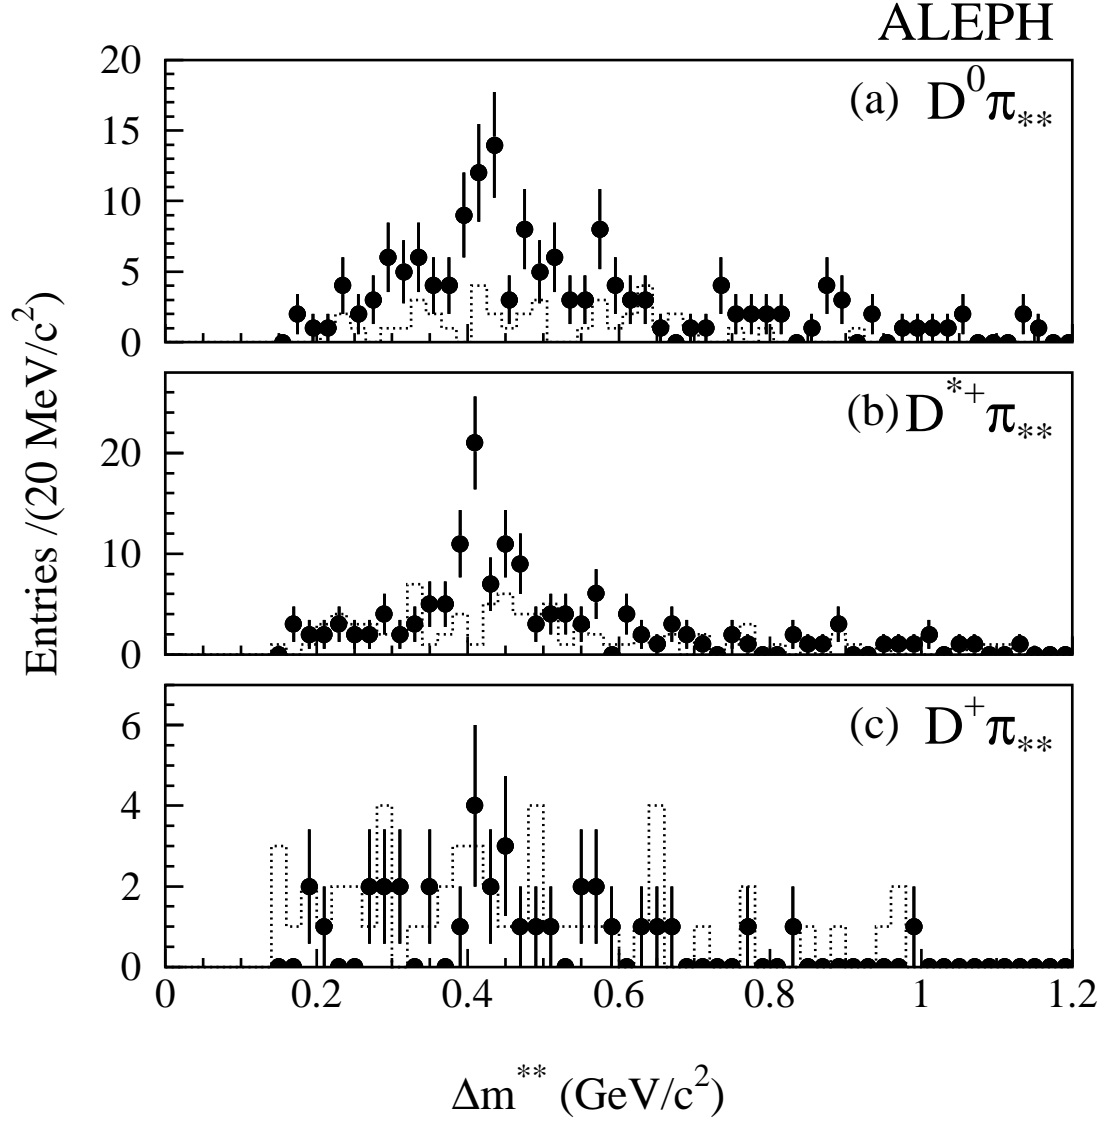 ALEPH
Entries /(20 MeV/c²)
20
15
10
5
0
(a) D⁰π**
20
10
0
(b) D*⁺π**
6
4
2
0
(c) D⁺π**
0 0.2 0.4 0.6 0.8 1 1.2
Δm** (GeV/c²)